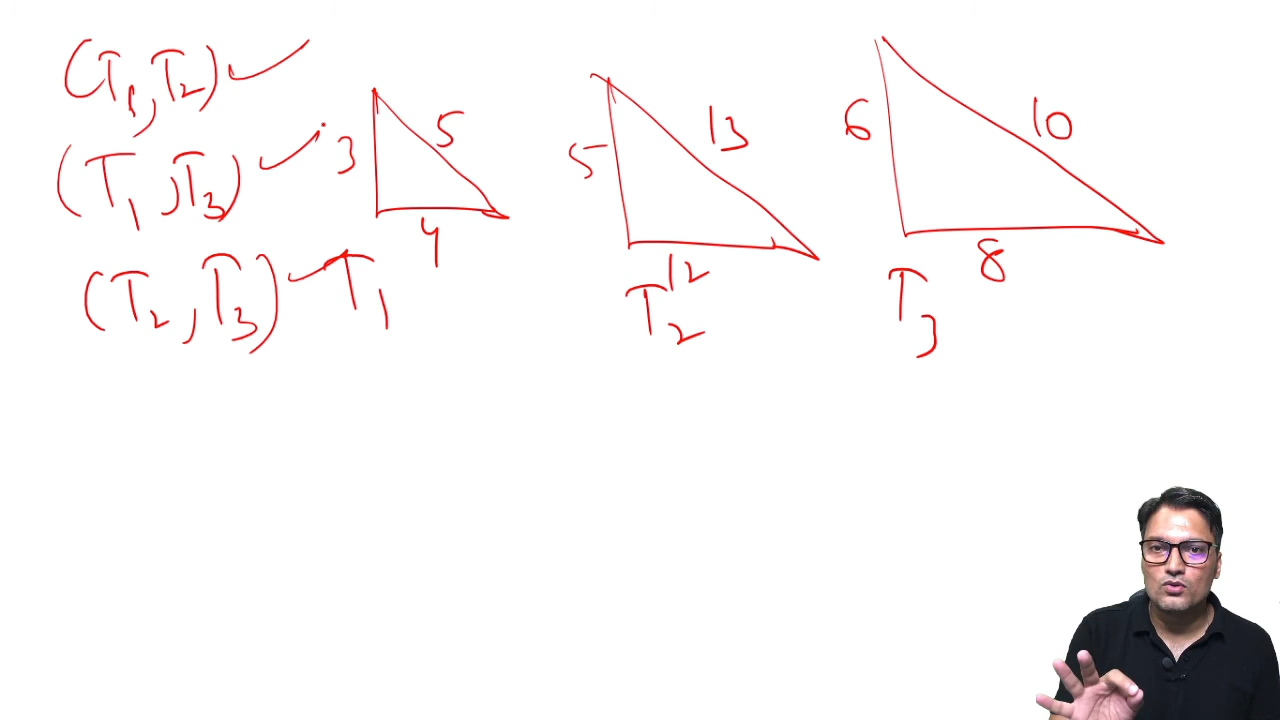 (T1, T2) ✓
(T1, T3) ✓
(T2, T3) ✓
3
5
4
T1
5
13
12
T2
6
10
8
T3